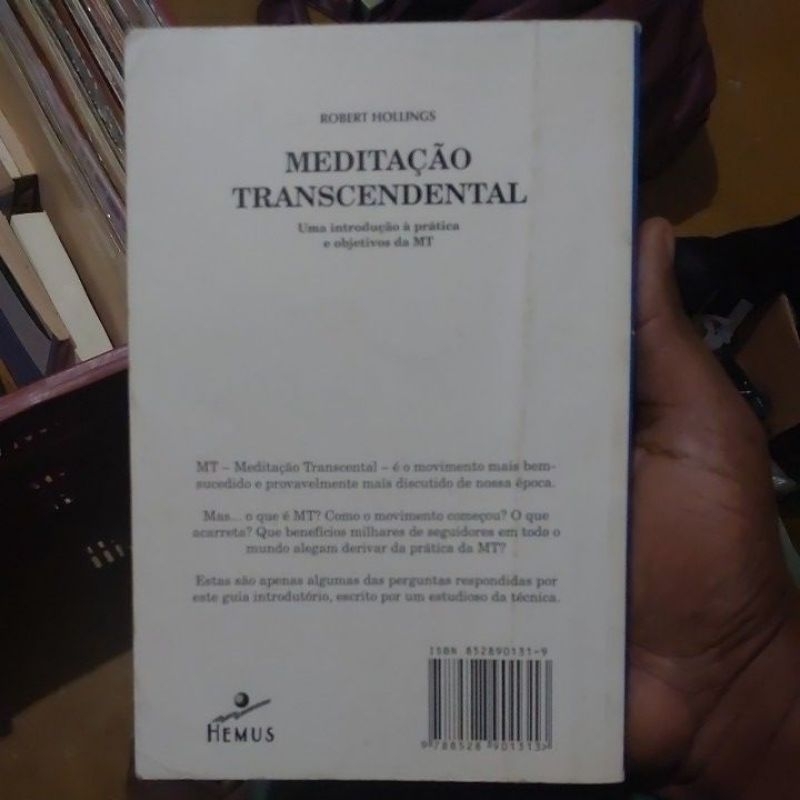 ROBERT HOLLINGS
MEDITAÇÃO
TRANSCENDENTAL
Uma introdução à prática
e objetivos da MT
MT – Meditação Transcental – é o movimento mais bem-
sucedido e provavelmente mais discutido de nossa época.
Mas... o que é MT? Como o movimento começou? O que
acarreta? Que benefícios milhares de seguidores em todo o
mundo alegam derivar da prática da MT?
Estas são apenas algumas das perguntas respondidas por
este guia introdutório, escrito por um estudioso da técnica.
ISBN 852890131-9
9 788528 901313>
HEMUS